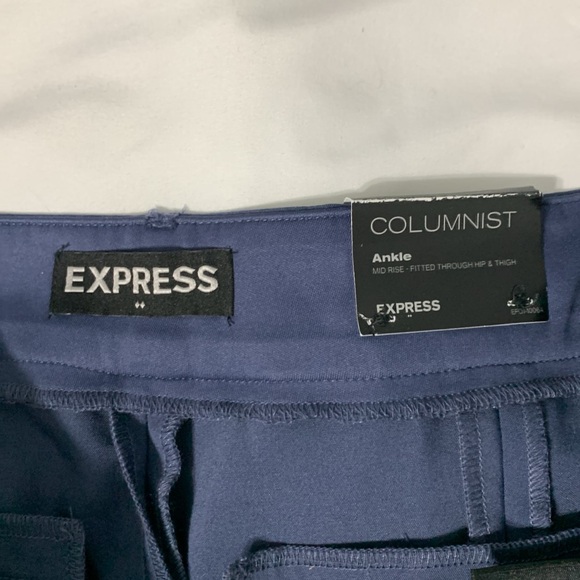 EXPRESS
COLUMNIST
Ankle
MID RISE - FITTED THROUGH HIP & THIGH
EXPRESS